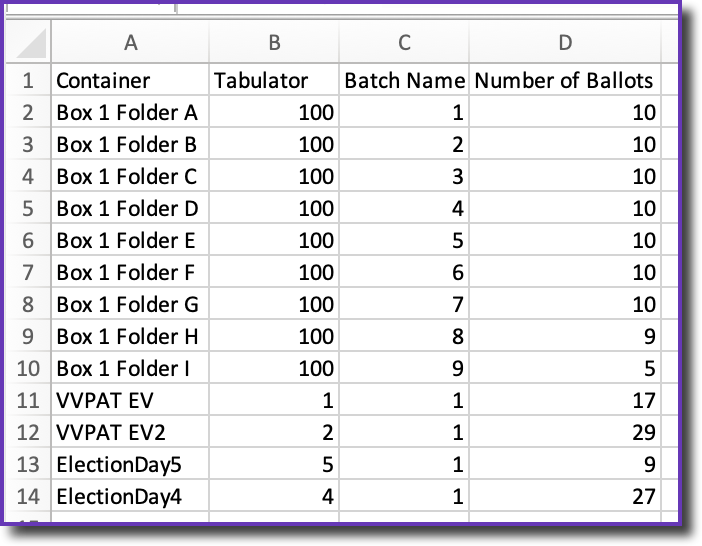 A B C D
1 Container Tabulator Batch Name Number of Ballots
2 Box 1 Folder A 100 1 10
3 Box 1 Folder B 100 2 10
4 Box 1 Folder C 100 3 10
5 Box 1 Folder D 100 4 10
6 Box 1 Folder E 100 5 10
7 Box 1 Folder F 100 6 10
8 Box 1 Folder G 100 7 10
9 Box 1 Folder H 100 8 9
10 Box 1 Folder I 100 9 5
11 VVPAT EV 1 1 17
12 VVPAT EV2 2 1 29
13 ElectionDay5 5 1 9
14 ElectionDay4 4 1 27